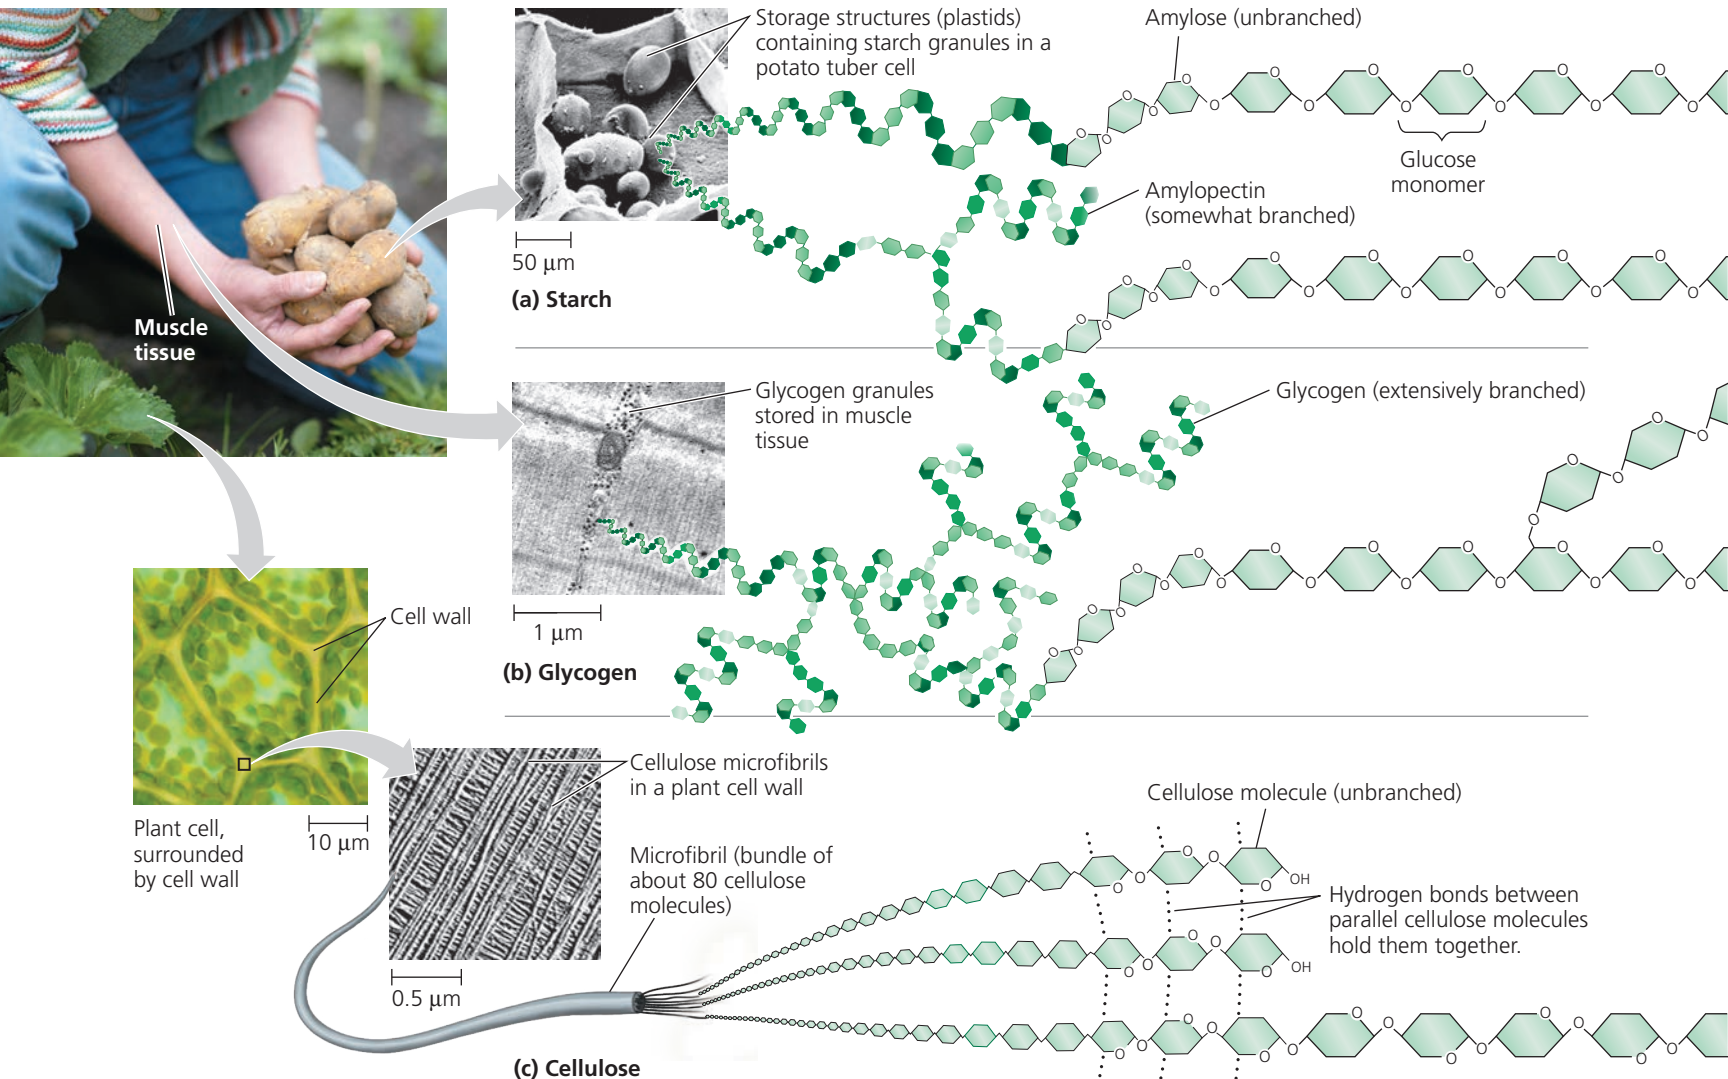 Storage structures (plastids)
containing starch granules in a
potato tuber cell
Amylose (unbranched)
O O O O O O O O O
O O O O O O O O
Glucose
monomer
Amylopectin
(somewhat branched)
50 μm
(a) Starch
O O O O O O O O
O O O O O O O O
Muscle
tissue
Glycogen granules
stored in muscle
tissue
Glycogen (extensively branched)
O O
O O
O
O O O O O O O O O
O O O O O O O O O
1 μm
(b) Glycogen
Cell wall
Cellulose microfibrils
in a plant cell wall
10 μm
Plant cell,
surrounded
by cell wall
0.5 μm
Microfibril (bundle of
about 80 cellulose
molecules)
Cellulose molecule (unbranched)
O O
O O O OH
Hydrogen bonds between
parallel cellulose molecules
hold them together.
O O
O O O OH
O O O O O O
O O O O O O O
(c) Cellulose